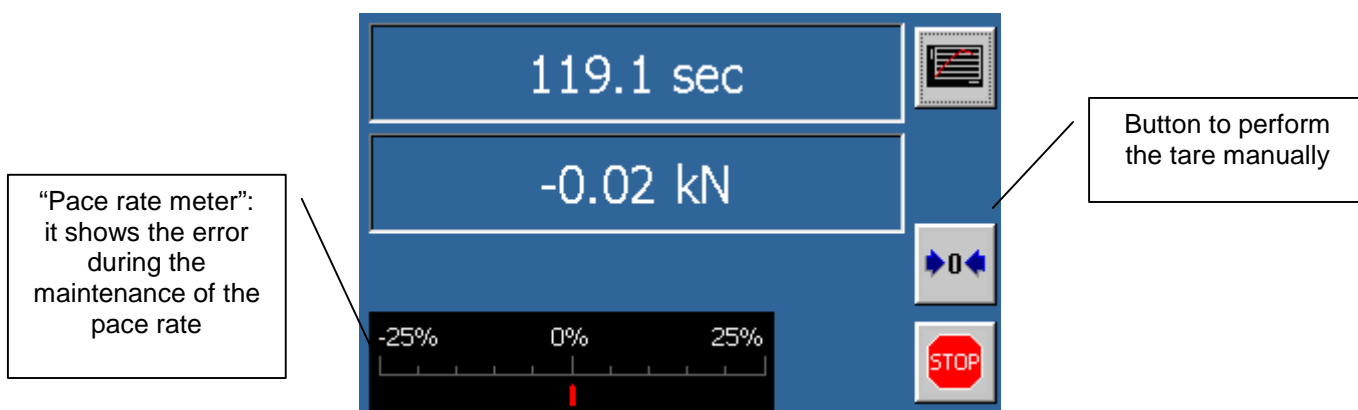 119.1 sec
-0.02 kN
-25% 0% 25%
0
STOP
“Pace rate meter”:
it shows the error
during the
maintenance of the
pace rate
Button to perform
the tare manually